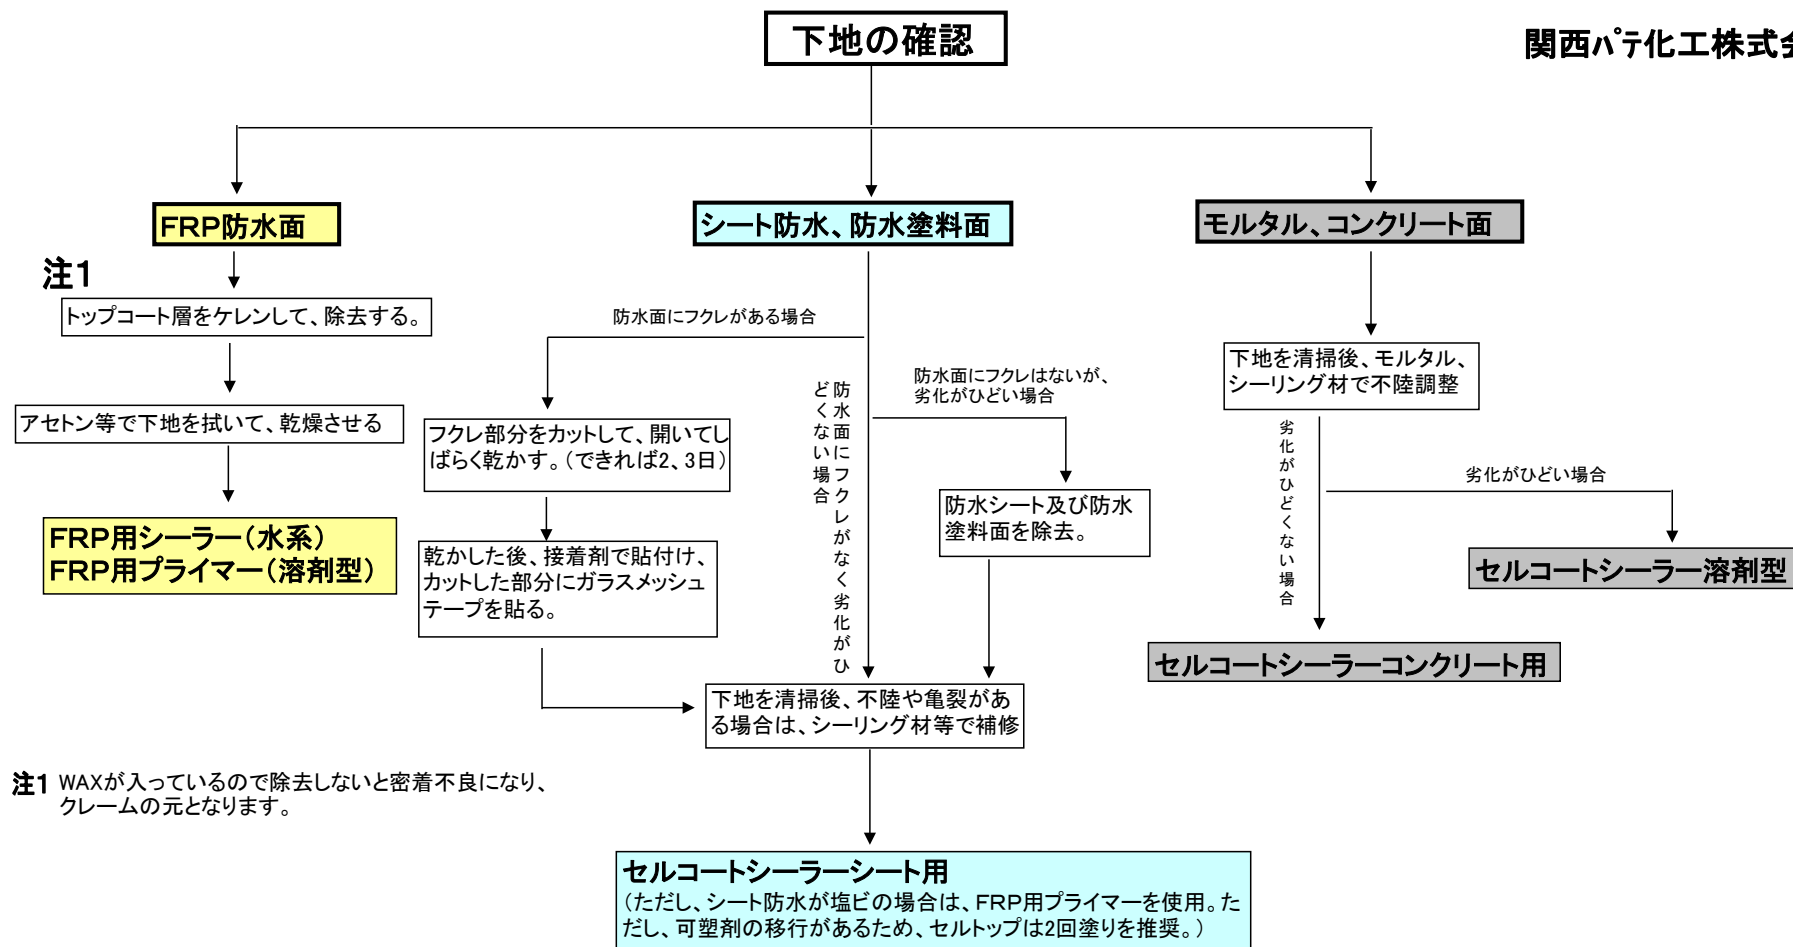 下地の確認
関西パテ化工株式会
FRP防水面
シート防水、防水塗料面
モルタル、コンクリート面
注1
トップコート層をケレンして、除去する。
アセトン等で下地を拭いて、乾燥させる
FRP用シーラー(水系)
FRP用プライマー(溶剤型)
防水面にフクレがある場合
フクレ部分をカットして、開いてし
ばらく乾かす。(できれば2、3日)
乾かした後、接着剤で貼付け、
カットした部分にガラスメッシュ
テープを貼る。
防水面にフクレがなく劣化がひ
どくない場合
防水面にフクレはないが、
劣化がひどい場合
防水シート及び防水
塗料面を除去。
下地を清掃後、不陸や亀裂があ
る場合は、シーリング材等で補修
下地を清掃後、モルタル、
シーリング材で不陸調整
劣化がひどくない場合
劣化がひどい場合
セルコートシーラー溶剤型
セルコートシーラーコンクリート用
注1 WAXが入っているので除去しないと密着不良になり、
クレームの元となります。
セルコートシーラーシート用
(ただし、シート防水が塩ビの場合は、FRP用プライマーを使用。た
だし、可塑剤の移行があるため、セルトップは2回塗りを推奨。)